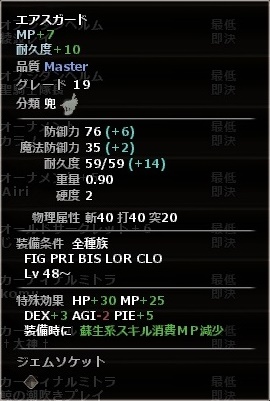 エアスガード
MP+7
耐久度+10
品質 Master
グレード 19
分類 兜
防御力 76 (+6)
魔法防御力 35 (+2)
耐久度 59/59 (+14)
重量 0.90
硬度 2
物理属性 斬40 打40 突20
装備条件 全種族
FIG PRI BIS LOR CLO
Lv 48～
特殊効果 HP+30 MP+25
DEX+3 AGI-2 PIE+5
装備時に 蘇生系スキル消費MP減少
ジェムソケット